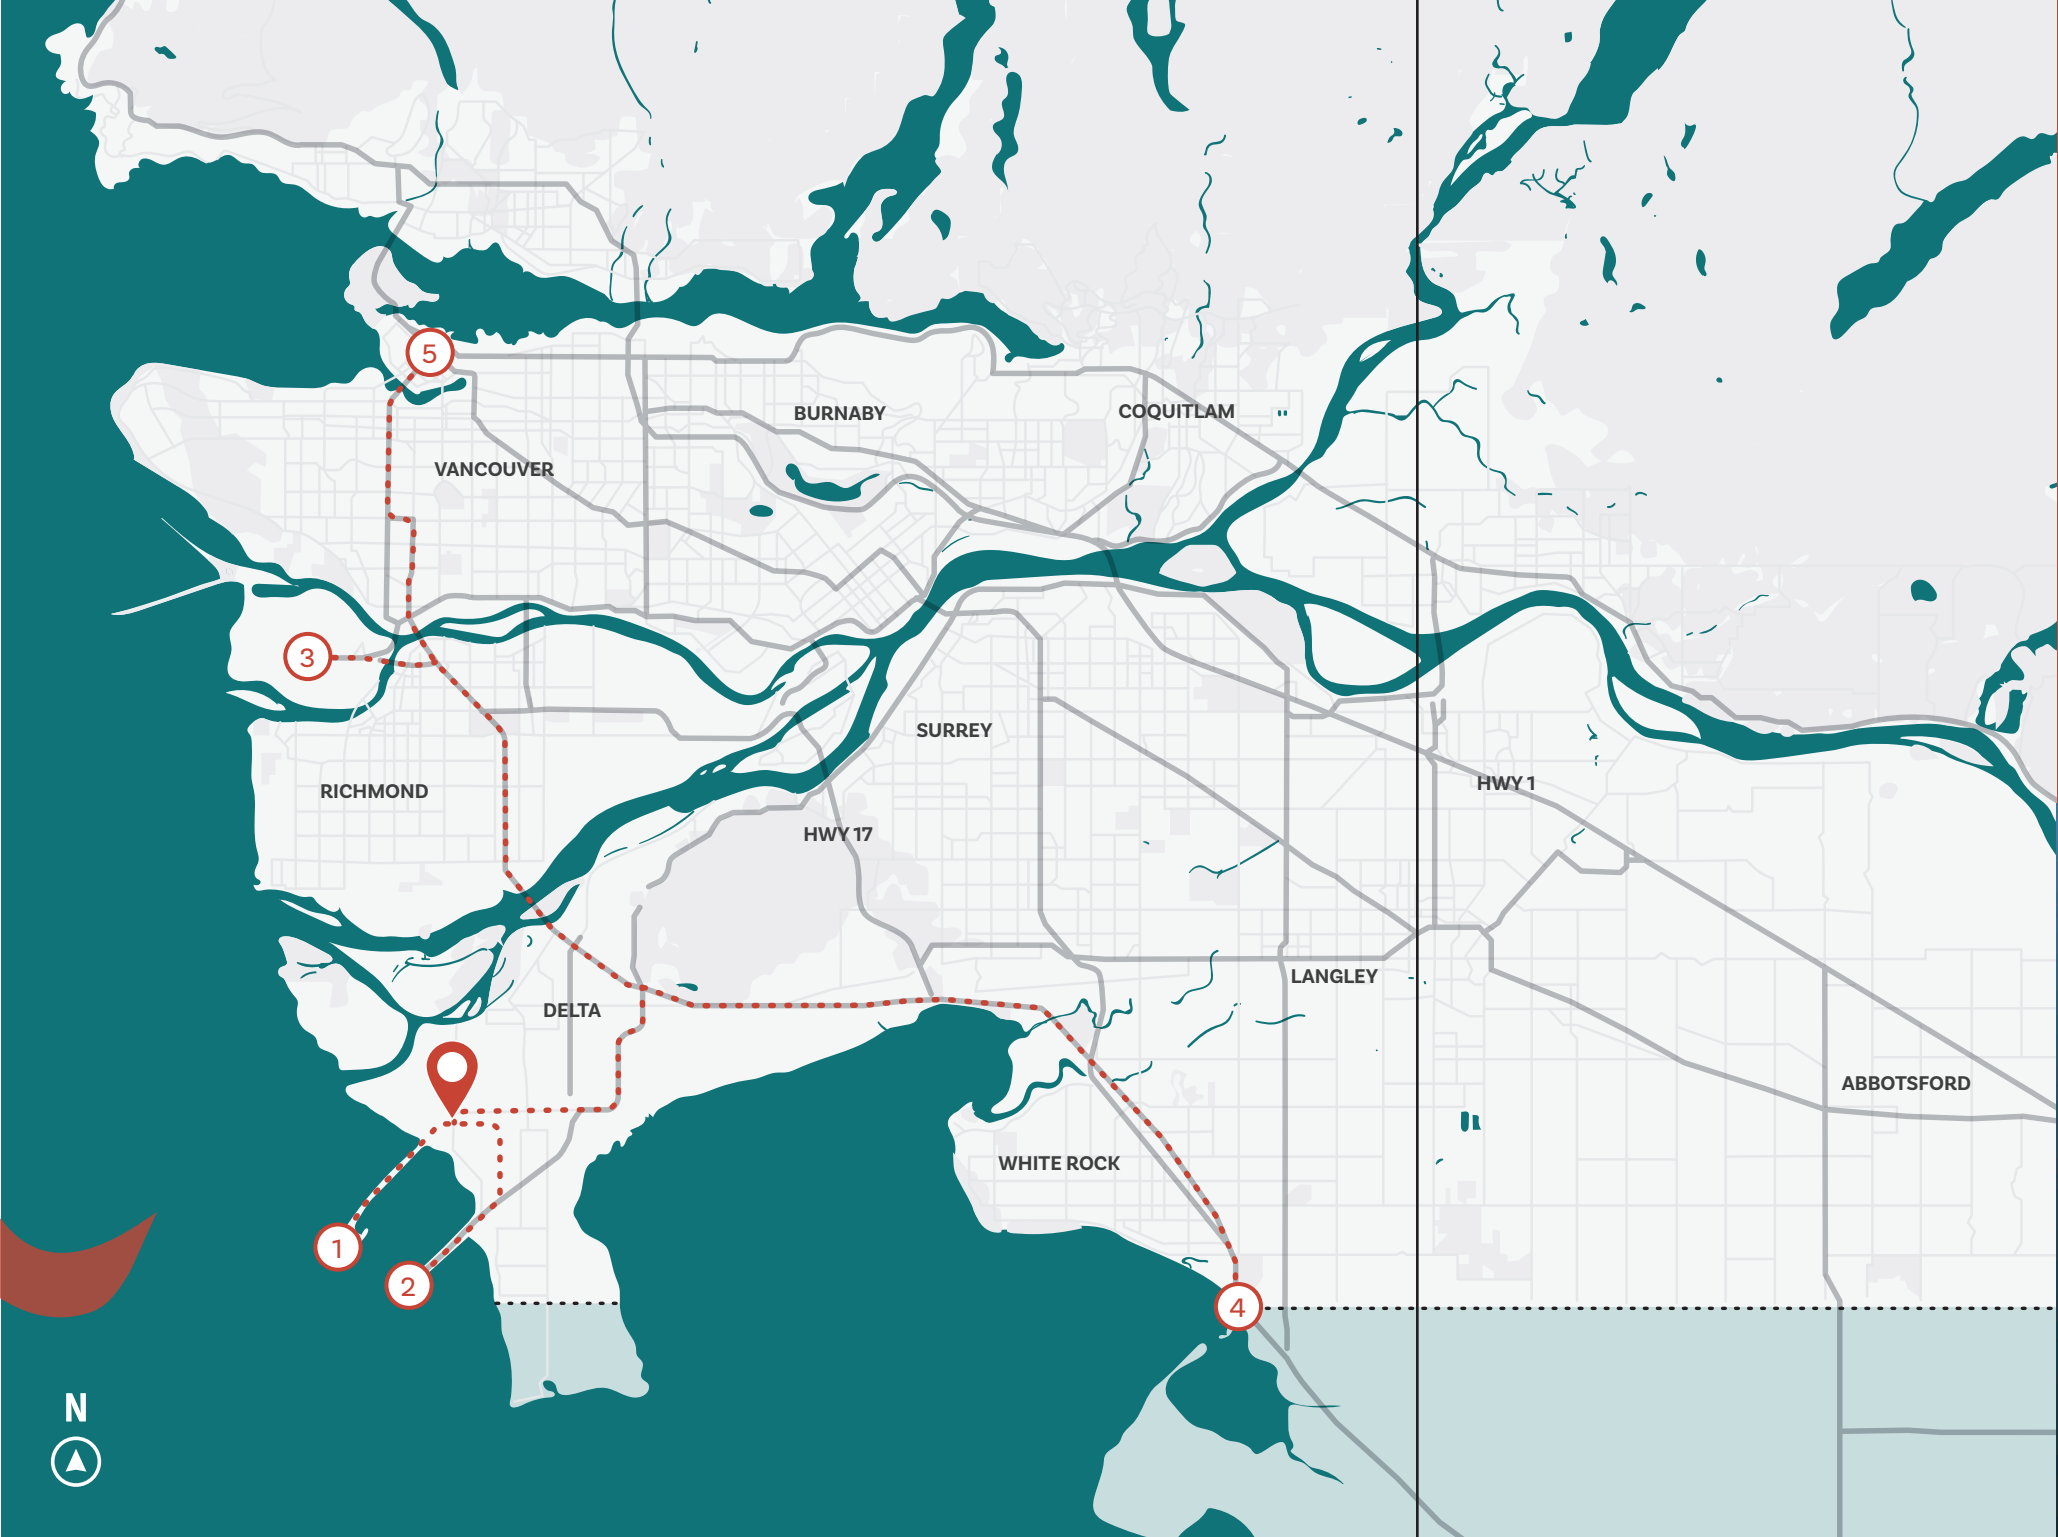 5
BURNABY
COQUITLAM
VANCOUVER
3
SURREY
RICHMOND
HWY 1
HWY 17
LANGLEY
DELTA
ABBOTSFORD
WHITE ROCK
1
2
4
N